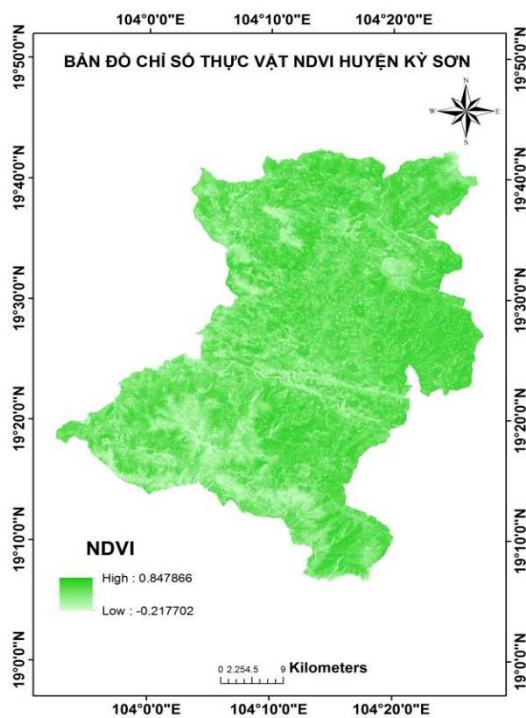 104°0'0"E 104°10'0"E 104°20'0"E
BẢN ĐỒ CHỈ SỐ THỰC VẬT NDVI HUYỆN KỲ SƠN
N
W E
S
19°50'0"N 19°50'0"N
19°40'0"N 19°40'0"N
19°30'0"N 19°30'0"N
19°20'0"N 19°20'0"N
19°10'0"N 19°10'0"N
NDVI
High : 0.847866
Low : -0.217702
19°0'0"N 19°0'0"N
0 2.254.5 9 Kilometers
104°0'0"E 104°10'0"E 104°20'0"E